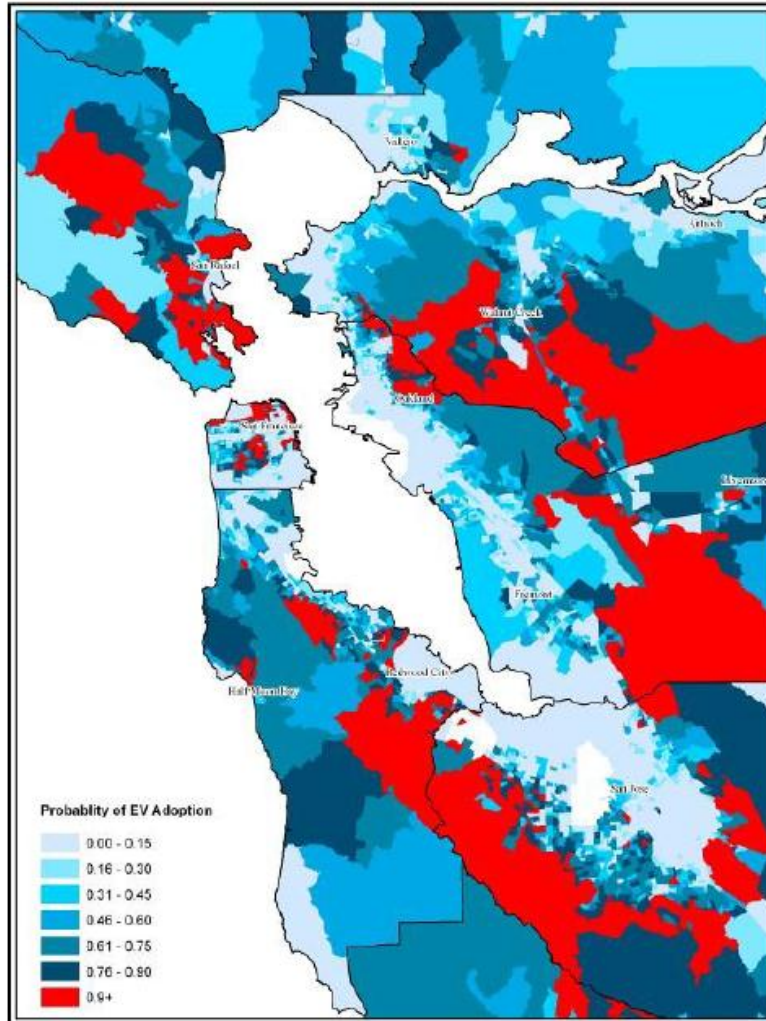 Vallejo
Antioch
San Rafael
Walnut Creek
Oakland
San Francisco
Livermore
Fremont
Redwood City
Half Moon Bay
San Jose
Probablity of EV Adoption
0.00 - 0.15
0.16 - 0.30
0.31 - 0.45
0.46 - 0.60
0.61 - 0.75
0.76 - 0.90
0.9+